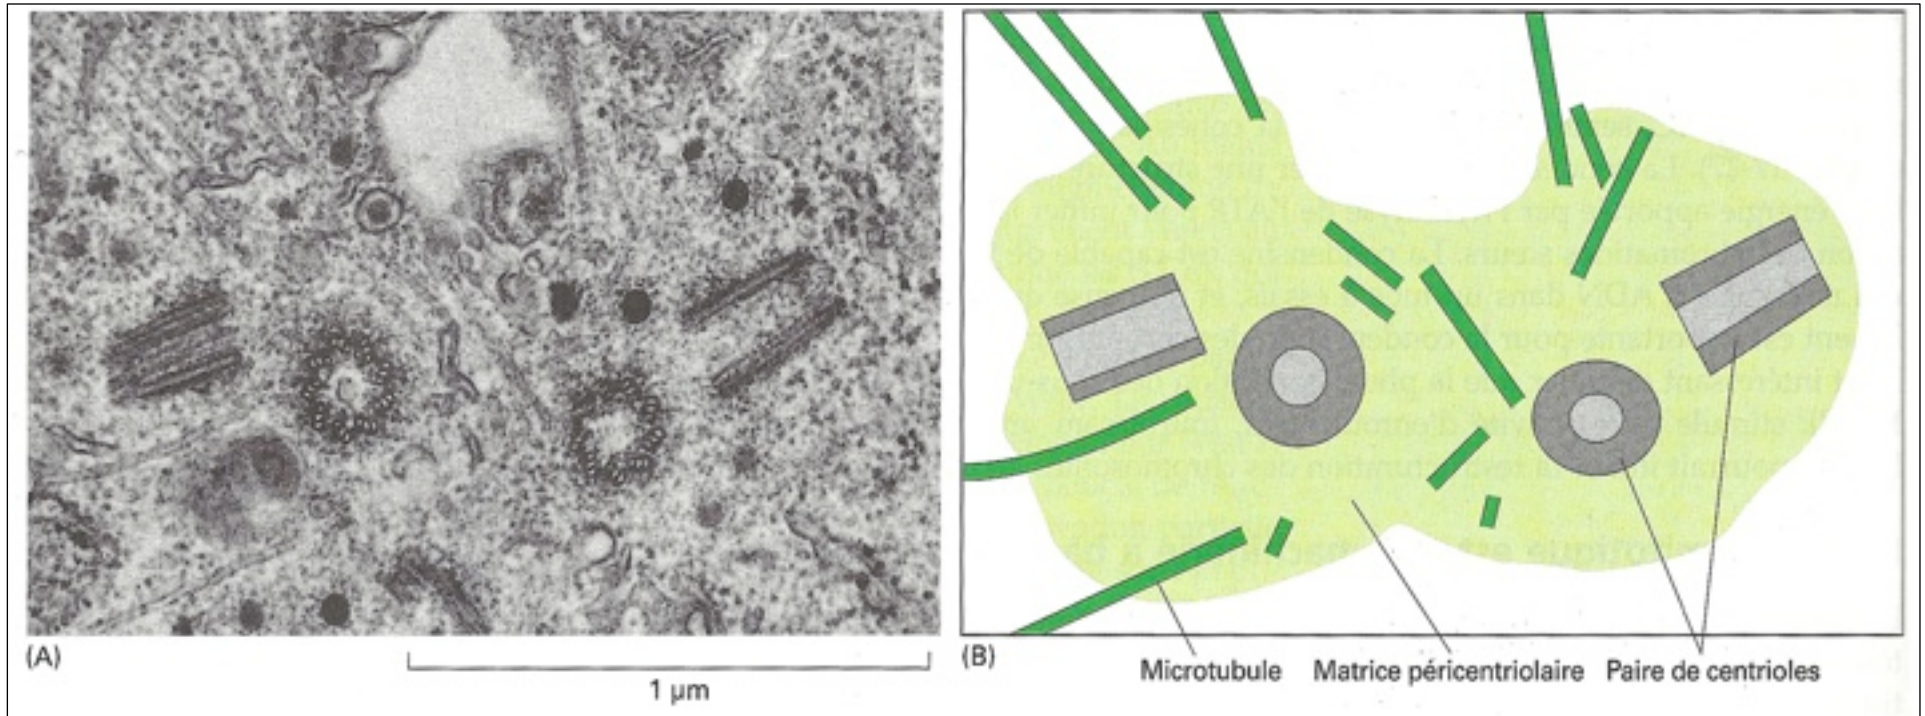 (A)
1 µm
(B)
Microtubule Matrice péricentriolaire Paire de centrioles